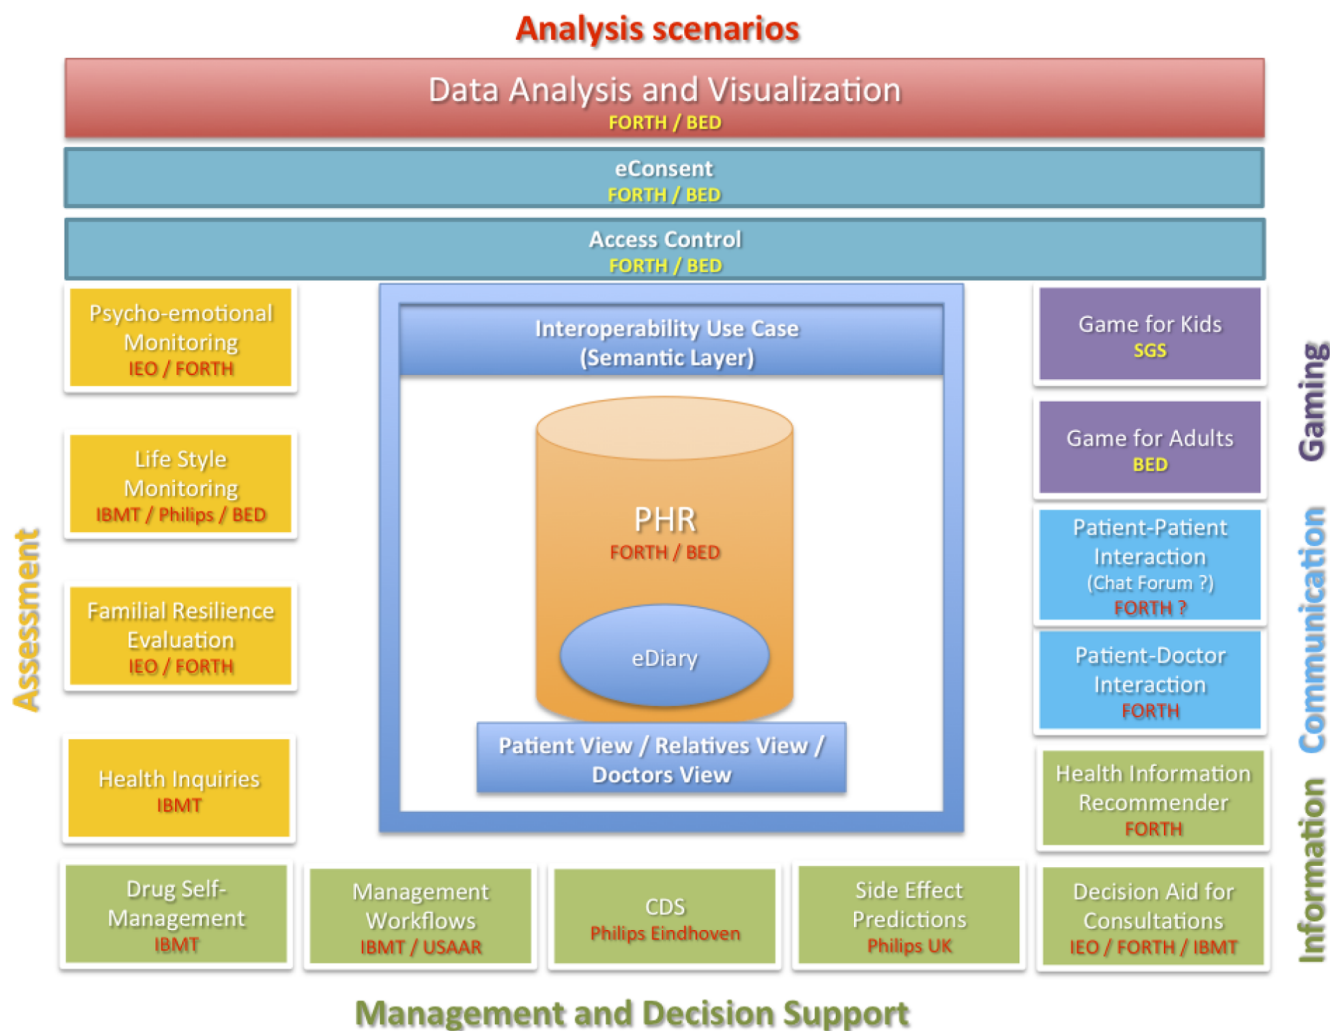 Analysis scenarios
Data Analysis and Visualization
FORTH / BED
eConsent
FORTH / BED
Access Control
FORTH / BED
Assessment
Psycho-emotional
Monitoring
IEO / FORTH
Life Style
Monitoring
IBMT / Philips / BED
Familial Resilience
Evaluation
IEO / FORTH
Health Inquiries
IBMT
Interoperability Use Case
(Semantic Layer)
PHR
FORTH / BED
eDiary
Patient View / Relatives View /
Doctors View
Gaming
Game for Kids
SGS
Game for Adults
BED
Communication
Patient-Patient
Interaction
(Chat Forum ?)
FORTH ?
Patient-Doctor
Interaction
FORTH
Information
Health Information
Recommender
FORTH
Drug Self-
Management
IBMT
Management
Workflows
IBMT / USAAR
CDS
Philips Eindhoven
Side Effect
Predictions
Philips UK
Decision Aid for
Consultations
IEO / FORTH / IBMT
Management and Decision Support